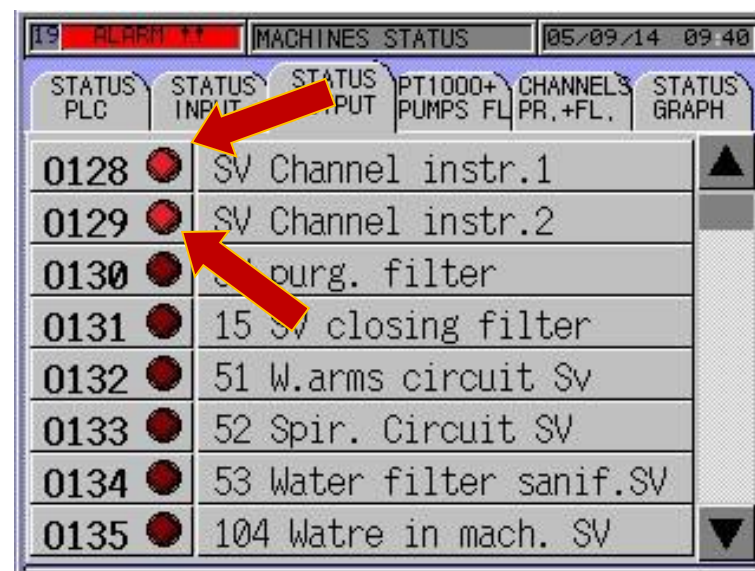 19 ALARM ↑↑ MACHINES STATUS 05/09/14 09:40
STATUS PLC
STATUS INPUT
STATUS OUTPUT
PT1000+ PUMPS FL
CHANNELS PR.+FL.
STATUS GRAPH
0128 SV Channel instr.1
0129 SV Channel instr.2
0130 purg. filter
0131 15 SV closing filter
0132 51 W.arms circuit Sv
0133 52 Spir. Circuit SV
0134 53 Water filter sanif.SV
0135 104 Watre in mach. SV